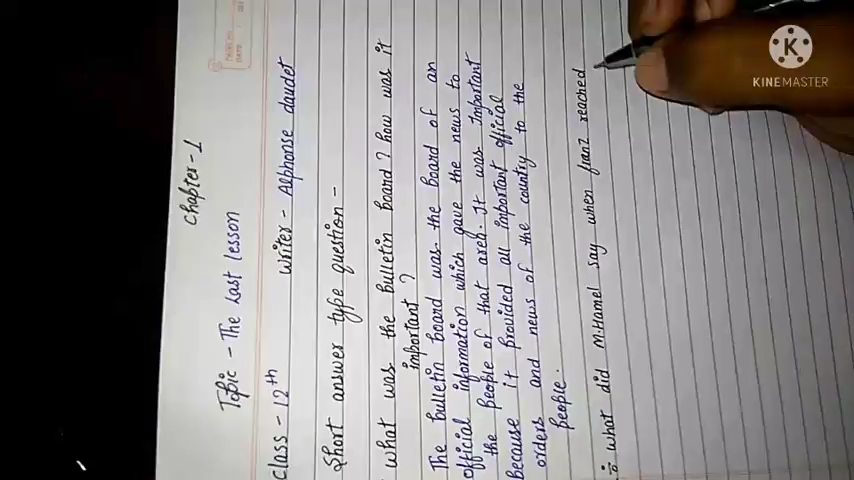 chapter-1
Topic - The Last lesson
class-12th writer- Alphonse daudet
Short answer type question -
what was the bulletin board ? how was it
important ?
The bulletin board was the board of an
official information which gave the news to
the people of that area. It was Important
because it provided all important official
orders and news of the country to the
people.
what did M.Hamel say when franz reached
KINEMASTER